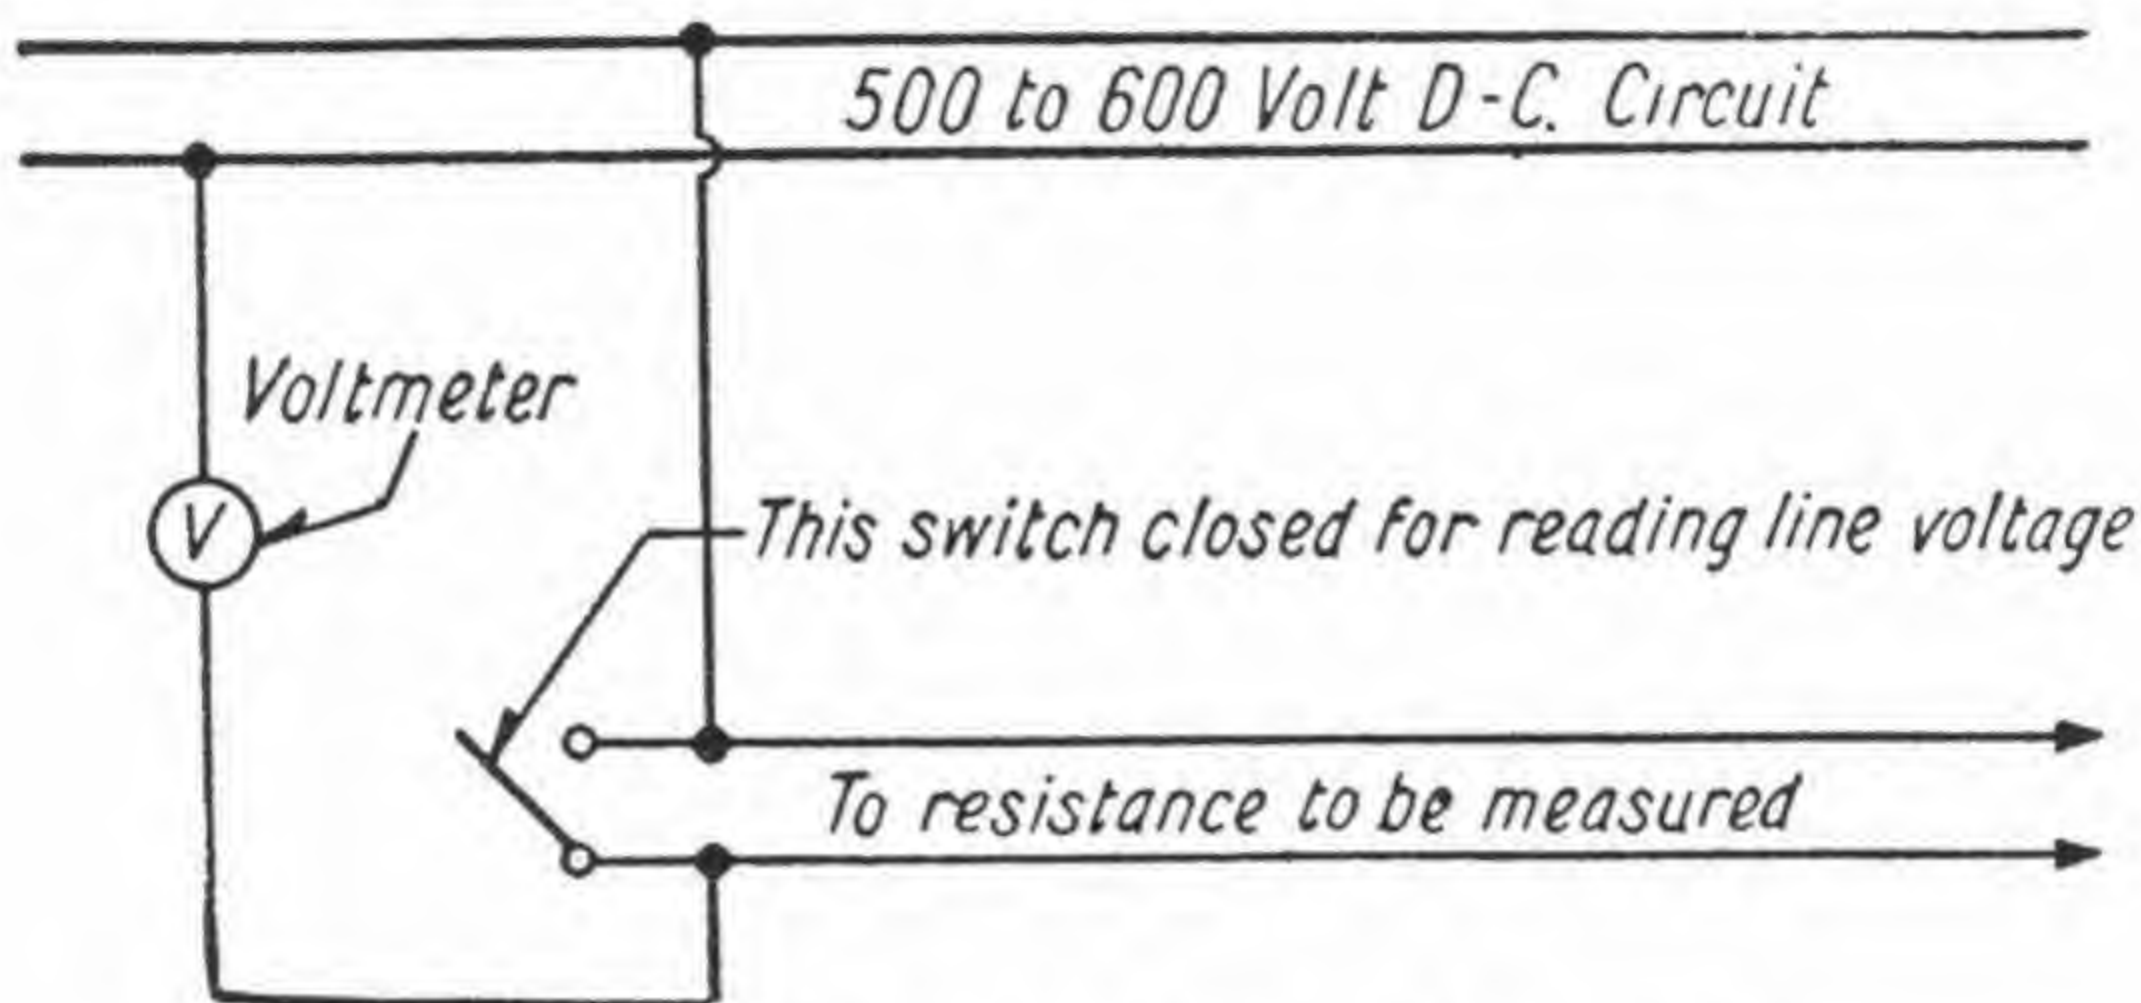 500 to 600 Volt D-C. Circuit
Voltmeter
V
This switch closed for reading line voltage
To resistance to be measured